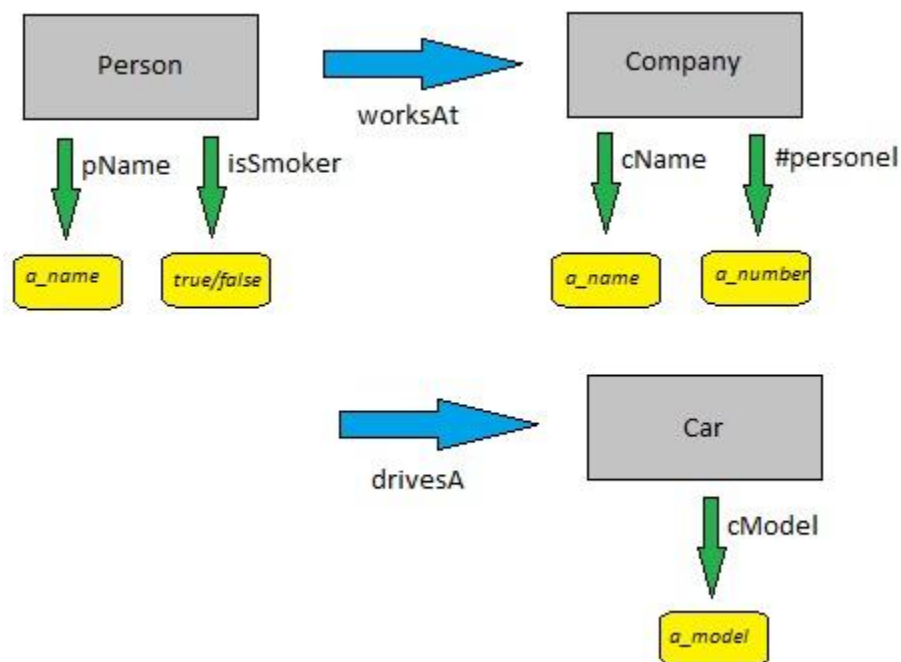 Person
Company
worksAt
pName
isSmoker
cName
#personel
a_name
true/false
a_name
a_number
Car
drivesA
cModel
a_model